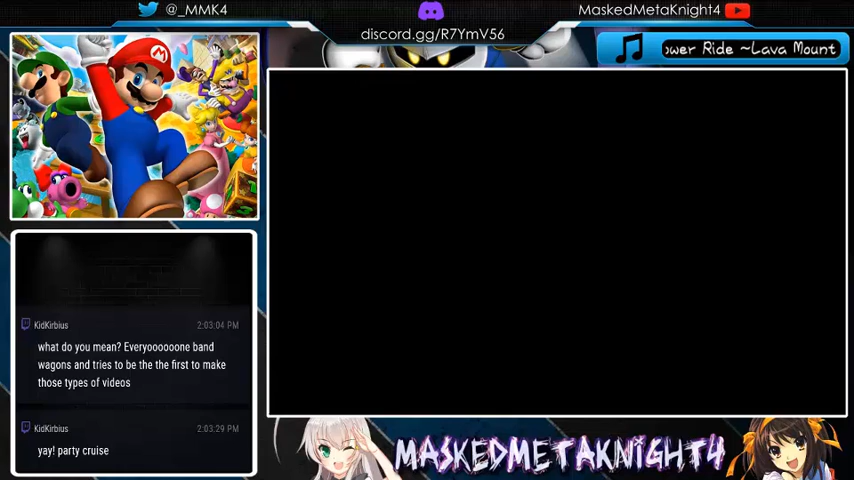 @_MMK4
discord.gg/R7YmV56
MaskedMetaKnight4
ower Ride ~Lava Mount
KidKirbius 2:03:04 PM
what do you mean? Everyoooooone band
wagons and tries to be the the first to make
those types of videos
KidKirbius 2:03:29 PM
yay! party cruise
MASKEDMETAKNIGHT4